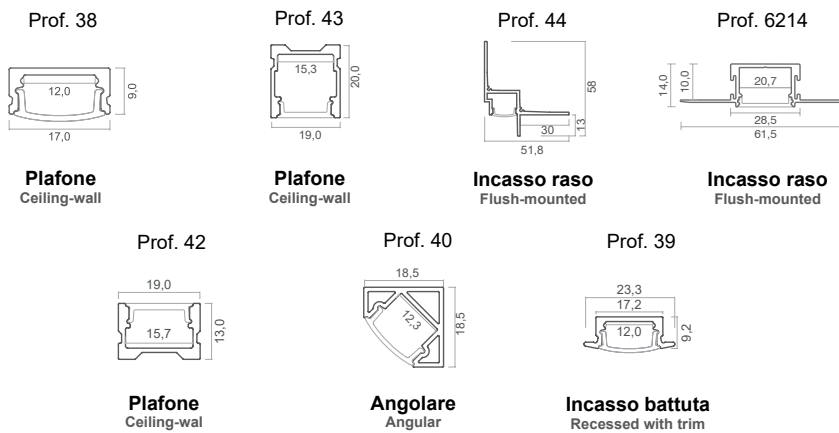 Prof. 38
Prof. 43
Prof. 44
Prof. 6214
12,0
9,0
17,0
15,3
20,0
19,0
58
13
30
51,8
14,0
10,0
20,7
28,5
61,5
Plafone
Ceiling-wall
Plafone
Ceiling-wall
Incasso raso
Flush-mounted
Incasso raso
Flush-mounted
Prof. 42
Prof. 40
Prof. 39
19,0
15,7
13,0
18,5
12,3
18,5
23,3
17,2
12,0
9,2
Plafone
Ceiling-wal
Angolare
Angular
Incasso battuta
Recessed with trim